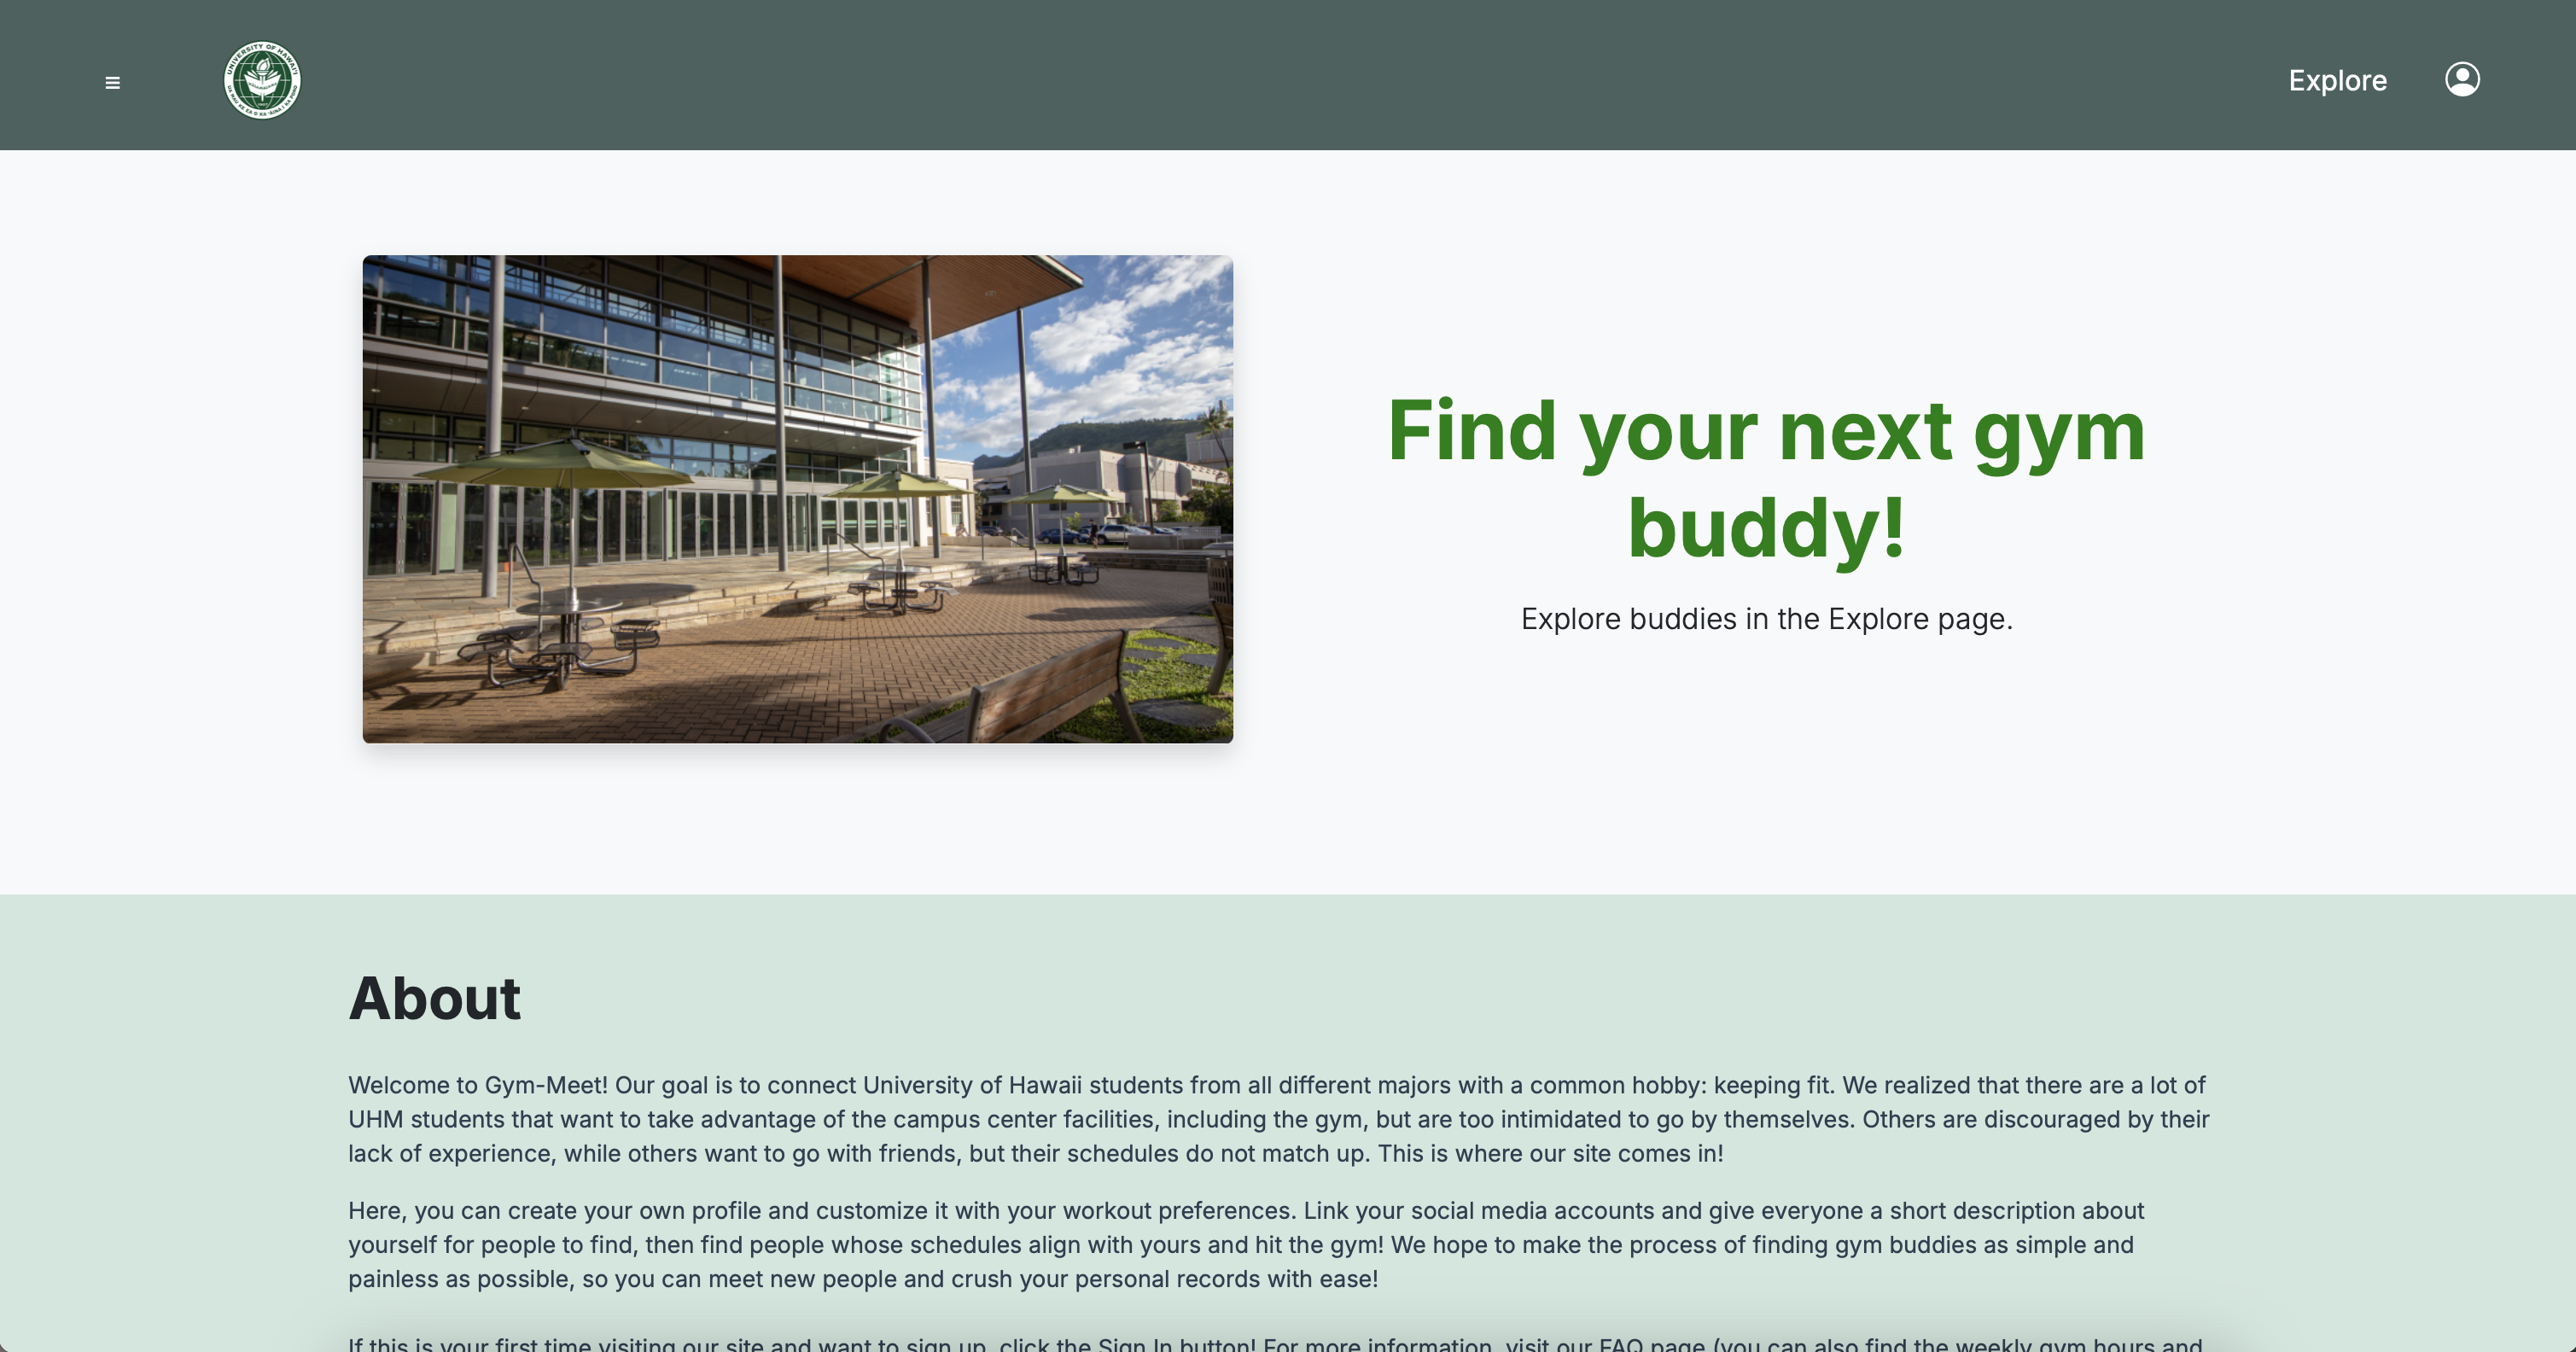 UNIVERSITY OF HAWAI'I
Explore
Find your next gym
buddy!
Explore buddies in the Explore page.
About
Welcome to Gym-Meet! Our goal is to connect University of Hawaii students from all different majors with a common hobby: keeping fit. We realized that there are a lot of
UHM students that want to take advantage of the campus center facilities, including the gym, but are too intimidated to go by themselves. Others are discouraged by their
lack of experience, while others want to go with friends, but their schedules do not match up. This is where our site comes in!
Here, you can create your own profile and customize it with your workout preferences. Link your social media accounts and give everyone a short description about
yourself for people to find, then find people whose schedules align with yours and hit the gym! We hope to make the process of finding gym buddies as simple and
painless as possible, so you can meet new people and crush your personal records with ease!
If this is your first time visiting our site and want to sign up, click the Sign In button! For more information, visit our FAQ page (you can also find the weekly gym hours and